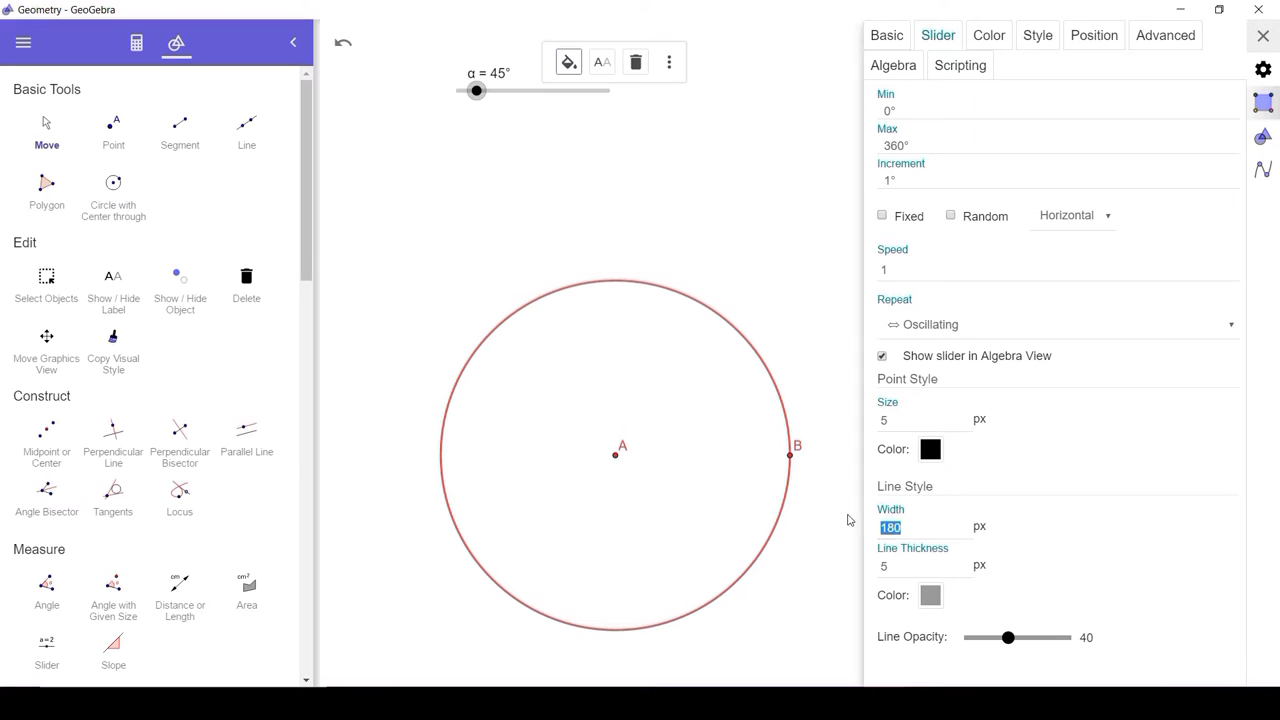 Geometry - GeoGebra
Basic Tools
Move
Point
Segment
Line
Polygon
Circle with
Center through
Edit
Select Objects
AA
Show / Hide
Label
Show / Hide
Object
Delete
Move Graphics
View
Copy Visual
Style
Construct
Midpoint or
Center
Perpendicular
Line
Perpendicular
Bisector
Parallel Line
Angle Bisector
Tangents
Locus
Measure
Angle
Angle with
Given Size
cm
Distance or
Length
cm²
Area
a=2
Slider
Slope
α = 45°
AA
A
B
Basic Slider Color Style Position Advanced
Algebra Scripting
Min
0°
Max
360°
Increment
1°
Fixed Random Horizontal
Speed
1
Repeat
⇔ Oscillating
Show slider in Algebra View
Point Style
Size
5 px
Color:
Line Style
Width
180 px
Line Thickness
5 px
Color:
Line Opacity: 40